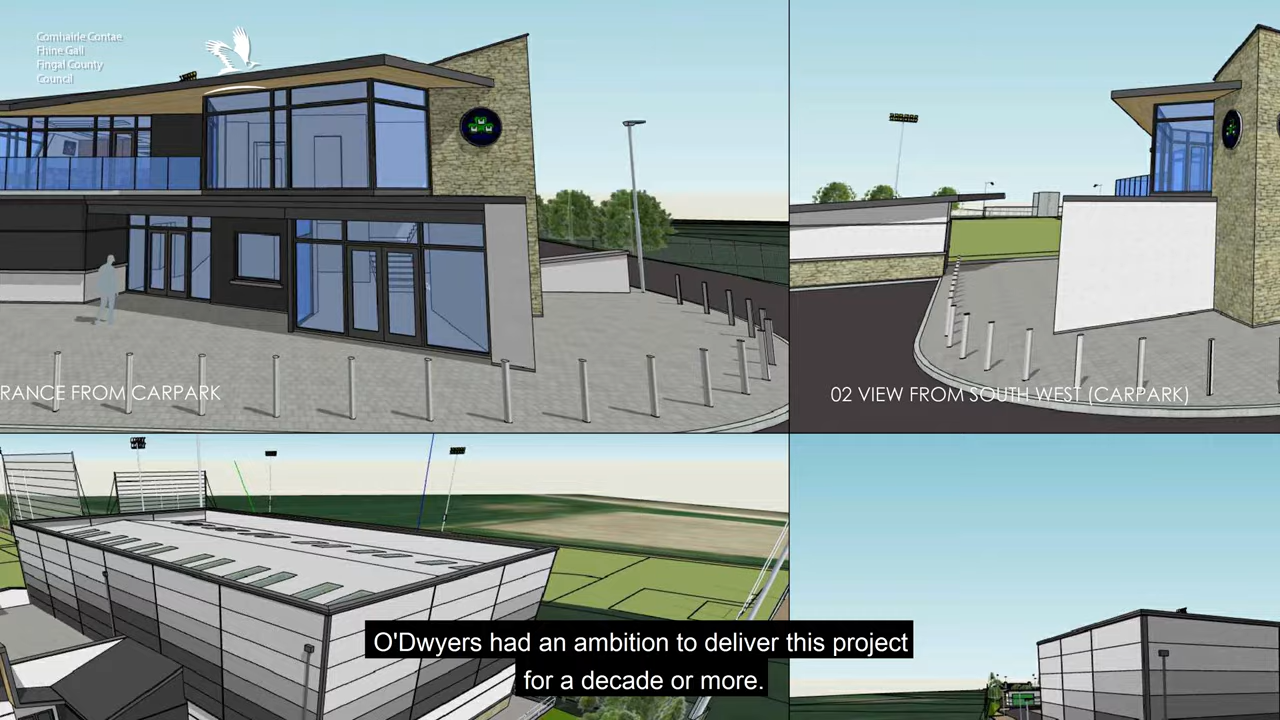 Comhairle Contae
Fhine Gall
Fingal County
Council
RANCE FROM CARPARK
02 VIEW FROM SOUTH WEST (CARPARK)
O'Dwyers had an ambition to deliver this project
for a decade or more.